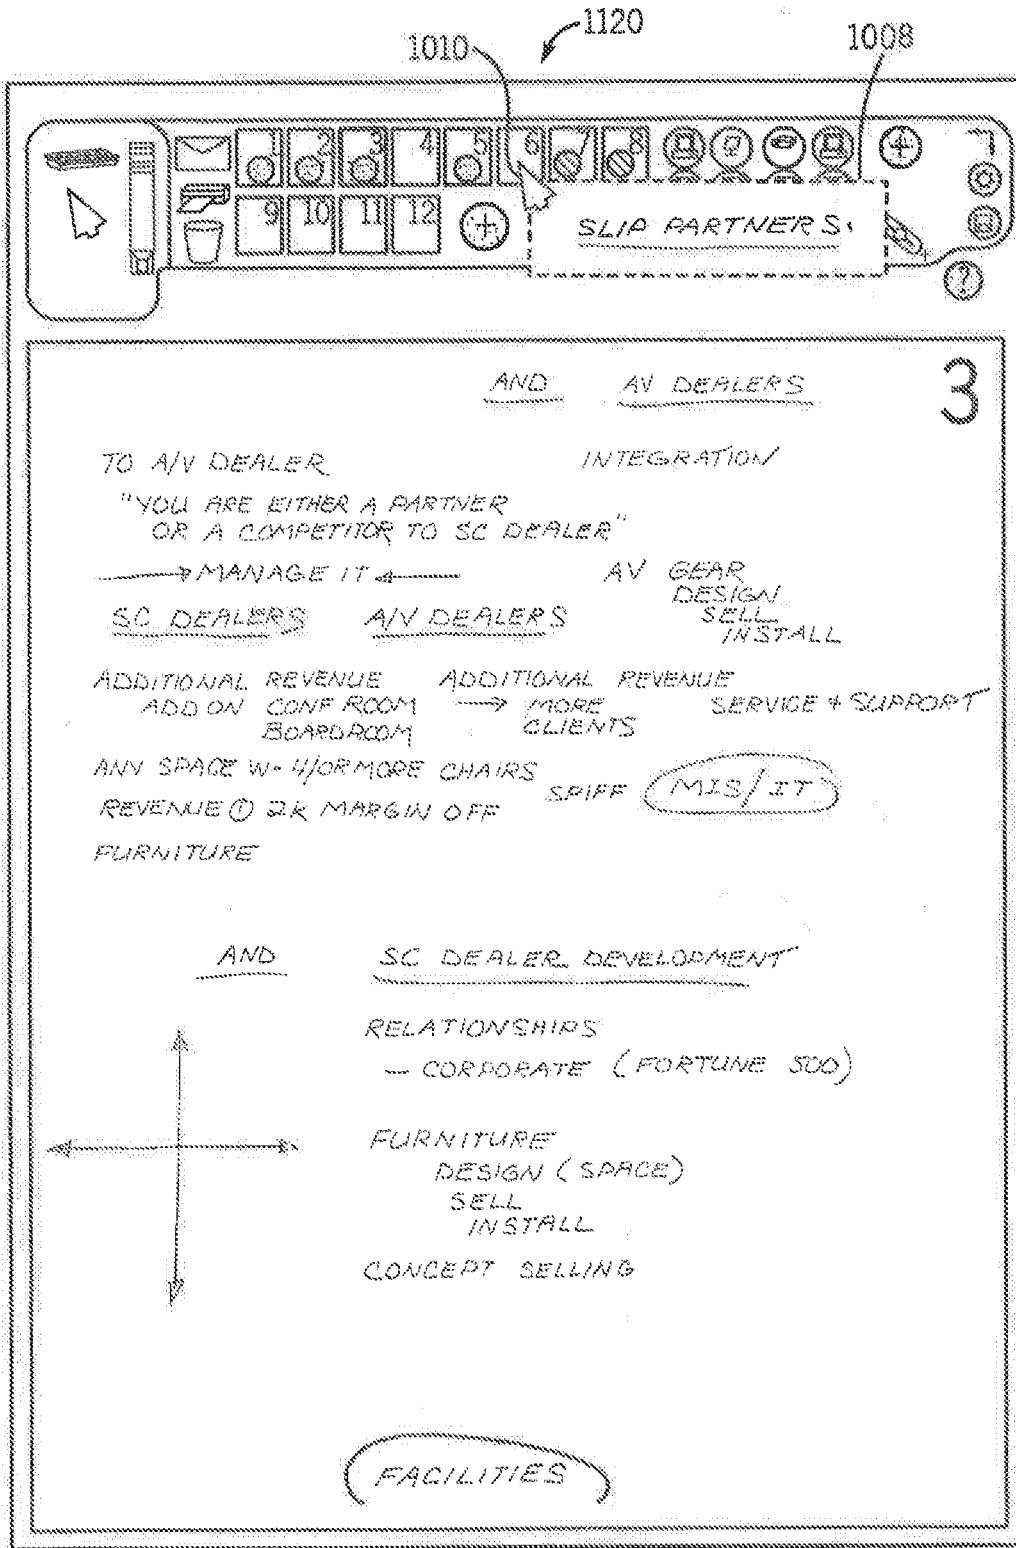 1010 1120 1008
1 2 3 4 5 6 7 8
9 10 11 12
SLIP PARTNERS.
?
3
AND AV DEALERS
TO A/V DEALER INTEGRATION
"YOU ARE EITHER A PARTNER
OR A COMPETITOR TO SC DEALER"
MANAGE IT AV GEAR
DESIGN
SC DEALERS A/V DEALERS SELL
INSTALL
ADDITIONAL REVENUE ADDITIONAL REVENUE
ADD ON CONF ROOM → MORE SERVICE + SUPPORT
BOARDROOM CLIENTS
ANY SPACE W- 4/OR MORE CHAIRS
SPIFF MIS/IT
REVENUE ① 2K MARGIN OFF
FURNITURE
AND SC DEALER DEVELOPMENT
RELATIONSHIPS
- CORPORATE (FORTUNE 500)
FURNITURE
DESIGN (SPACE)
SELL
INSTALL
CONCEPT SELLING
FACILITIES